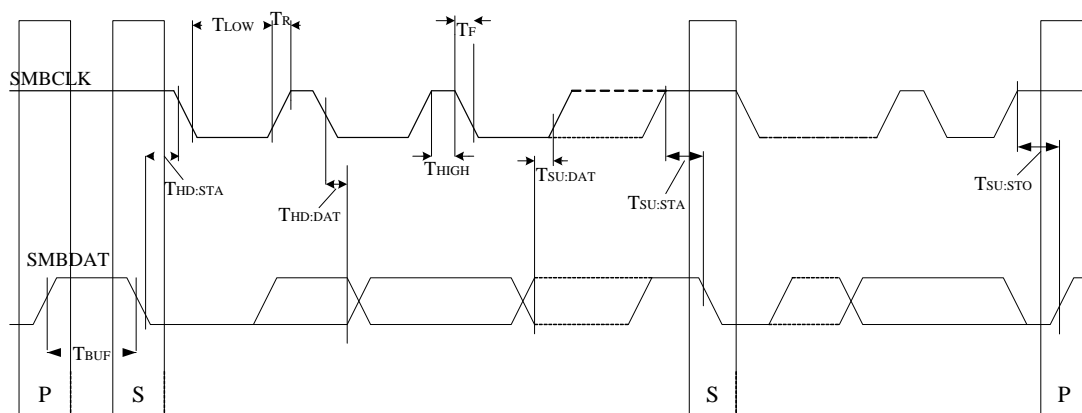 TLOW TR TF
SMBCLK
THD:STA THD:DAT THIGH TSU:DAT TSU:STA TSU:STO
SMBDAT
TBUF
P S S P